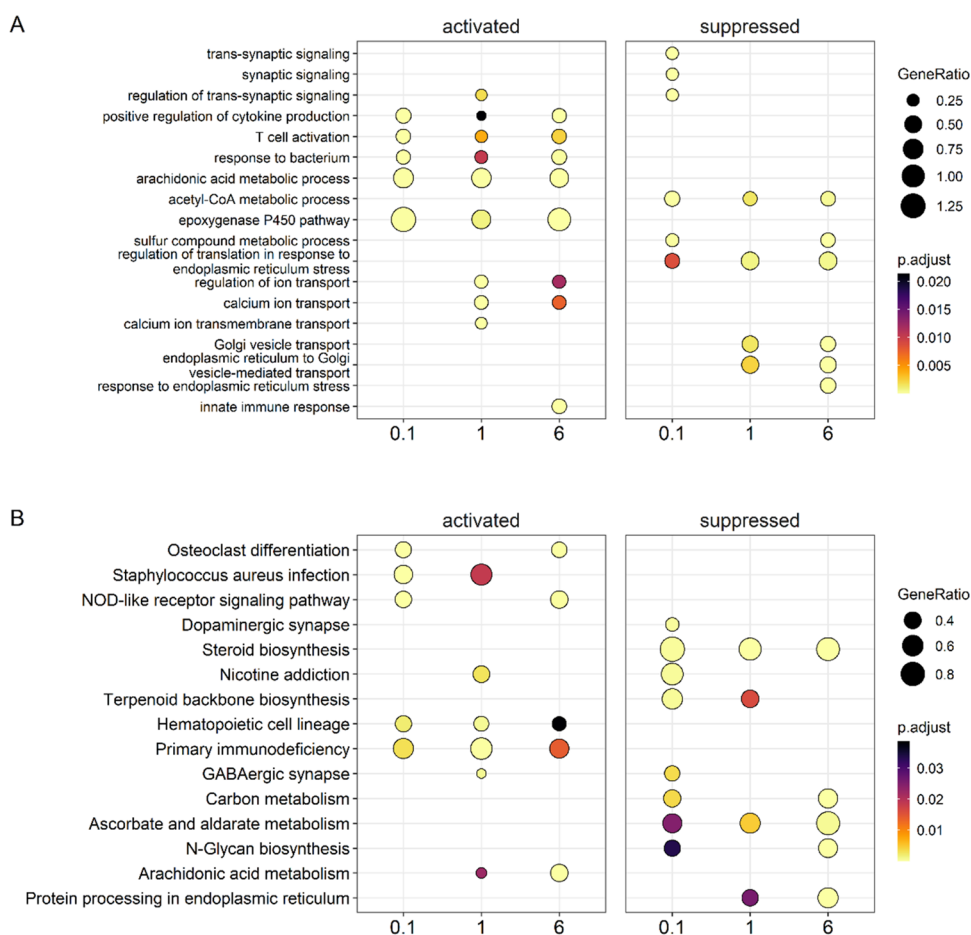 A
activated
suppressed
trans-synaptic signaling
synaptic signaling
regulation of trans-synaptic signaling
positive regulation of cytokine production
T cell activation
response to bacterium
arachidonic acid metabolic process
acetyl-CoA metabolic process
epoxygenase P450 pathway
sulfur compound metabolic process
regulation of translation in response to
endoplasmic reticulum stress
regulation of ion transport
calcium ion transport
calcium ion transmembrane transport
Golgi vesicle transport
endoplasmic reticulum to Golgi
vesicle-mediated transport
response to endoplasmic reticulum stress
innate immune response
0.1 1 6
0.1 1 6
GeneRatio
0.25
0.50
0.75
1.00
1.25
p.adjust
0.020
0.015
0.010
0.005
B
activated
suppressed
Osteoclast differentiation
Staphylococcus aureus infection
NOD-like receptor signaling pathway
Dopaminergic synapse
Steroid biosynthesis
Nicotine addiction
Terpenoid backbone biosynthesis
Hematopoietic cell lineage
Primary immunodeficiency
GABAergic synapse
Carbon metabolism
Ascorbate and aldarate metabolism
N-Glycan biosynthesis
Arachidonic acid metabolism
Protein processing in endoplasmic reticulum
0.1 1 6
0.1 1 6
GeneRatio
0.4
0.6
0.8
p.adjust
0.03
0.02
0.01